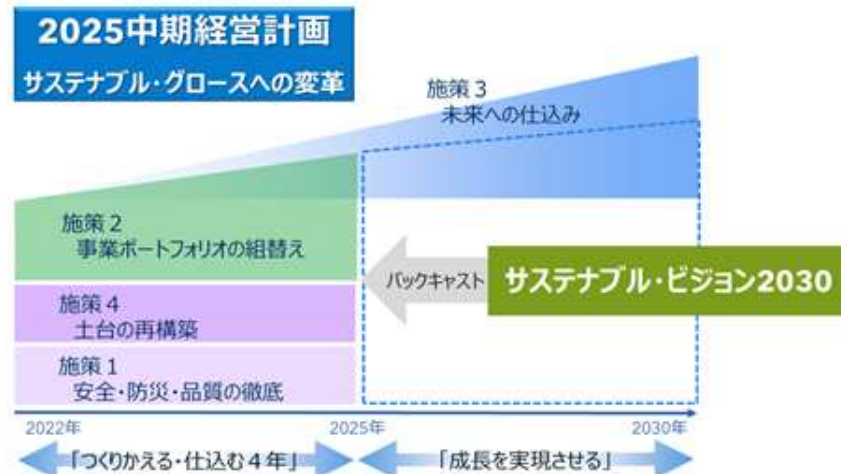 2025中期経営計画
サステナブル・グロースへの変革
施策3
未来への仕込み
施策2
事業ポートフォリオの組替え
バックキャスト
サステナブル・ビジョン2030
施策4
土台の再構築
施策1
安全・防災・品質の徹底
2022年
2025年
2030年
「つくりかえる・仕込む4年」
「成長を実現させる」